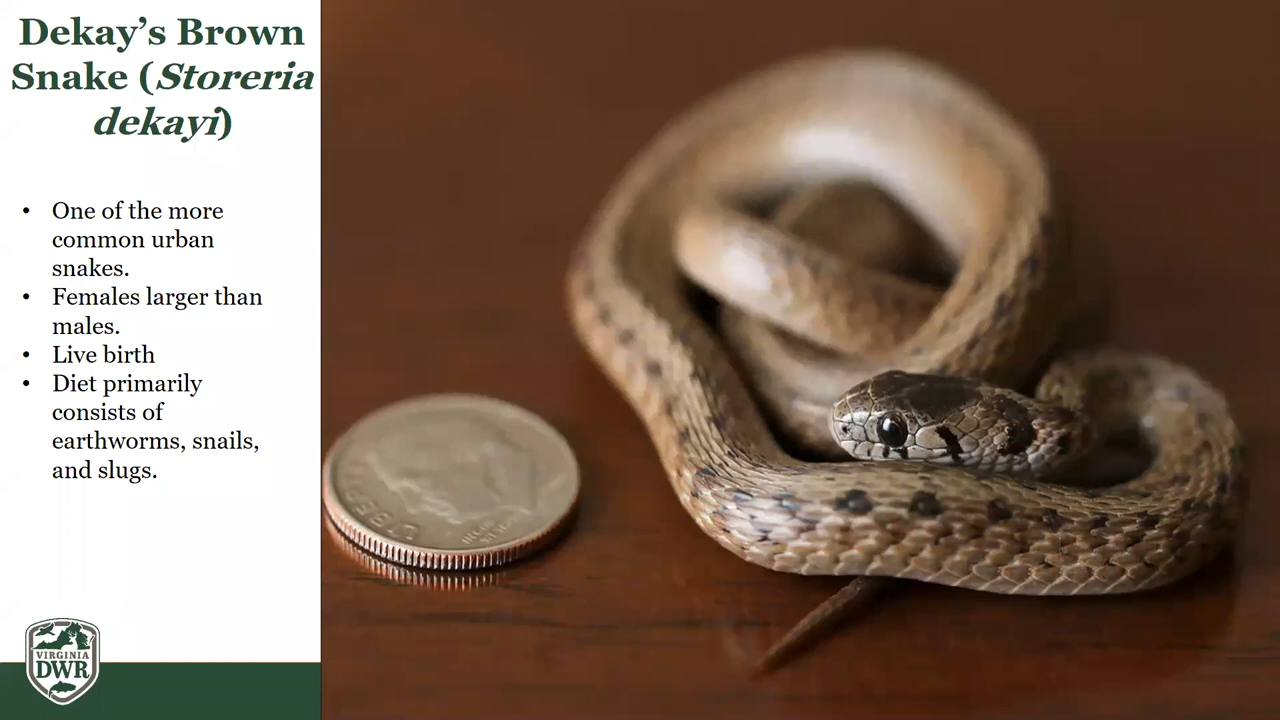 Dekay’s Brown
Snake (Storeria
dekayi)
• One of the more
common urban
snakes.
• Females larger than
males.
• Live birth
• Diet primarily
consists of
earthworms, snails,
and slugs.
VIRGINIA
DWR
LIBERTY